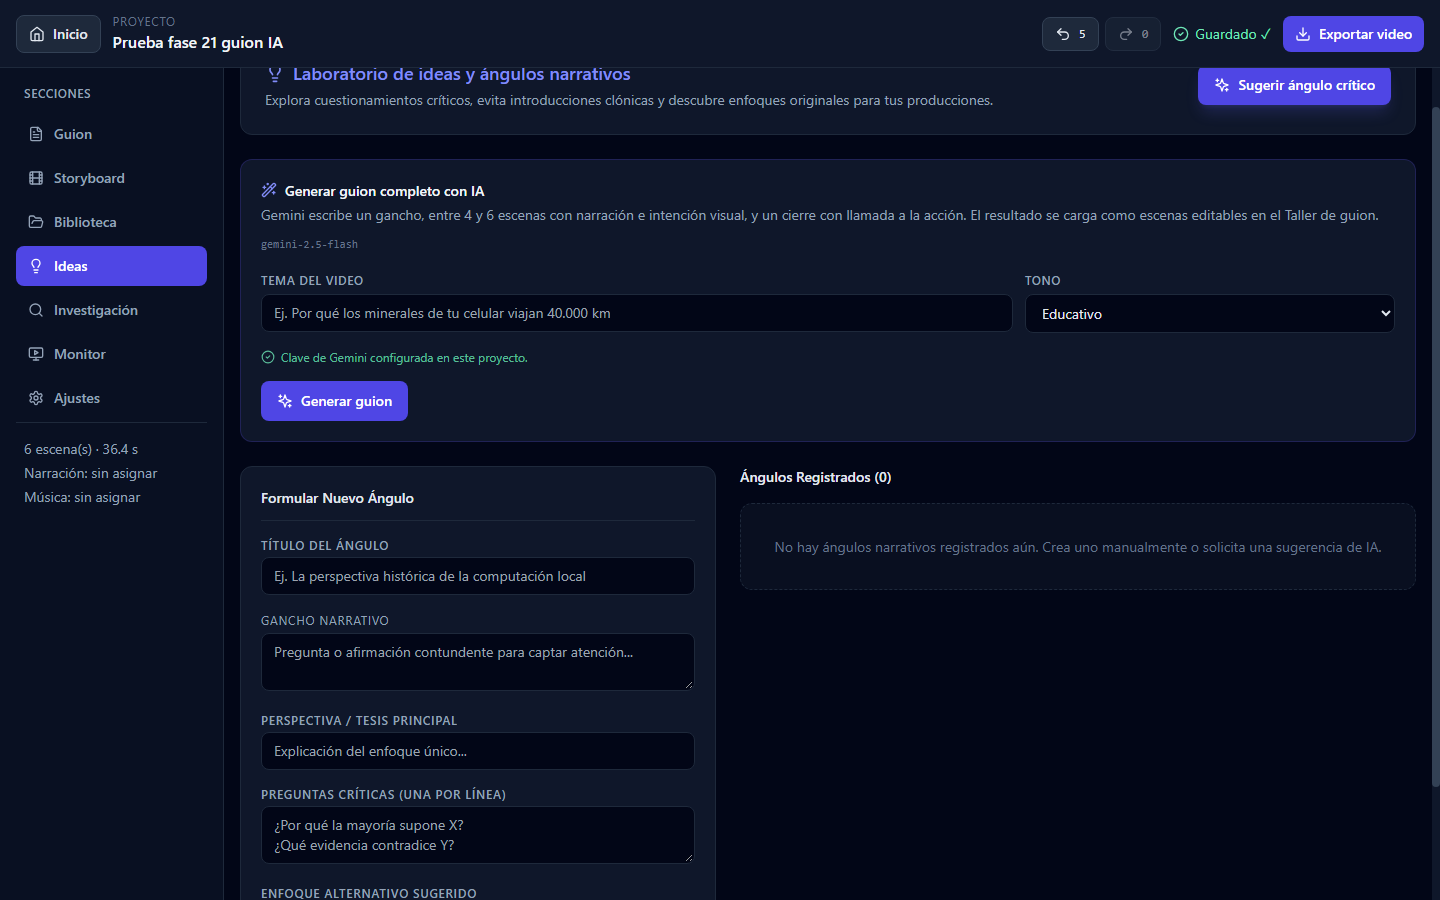 Inicio
PROYECTO
Prueba fase 21 guion IA
5
0
Guardado ✓
Exportar video
SECCIONES
Guion
Storyboard
Biblioteca
Ideas
Investigación
Monitor
Ajustes
6 escena(s) · 36.4 s
Narración: sin asignar
Música: sin asignar
Laboratorio de ideas y ángulos narrativos
Explora cuestionamientos críticos, evita introducciones clónicas y descubre enfoques originales para tus producciones.
Sugerir ángulo crítico
Generar guion completo con IA
Gemini escribe un gancho, entre 4 y 6 escenas con narración e intención visual, y un cierre con llamada a la acción. El resultado se carga como escenas editables en el Taller de guion.
gemini-2.5-flash
TEMA DEL VIDEO
Ej. Por qué los minerales de tu celular viajan 40.000 km
TONO
Educativo
Clave de Gemini configurada en este proyecto.
Generar guion
Formular Nuevo Ángulo
TÍTULO DEL ÁNGULO
Ej. La perspectiva histórica de la computación local
GANCHO NARRATIVO
Pregunta o afirmación contundente para captar atención...
PERSPECTIVA / TESIS PRINCIPAL
Explicación del enfoque único...
PREGUNTAS CRÍTICAS (UNA POR LÍNEA)
¿Por qué la mayoría supone X?
¿Qué evidencia contradice Y?
ENFOQUE ALTERNATIVO SUGERIDO
Ángulos Registrados (0)
No hay ángulos narrativos registrados aún. Crea uno manualmente o solicita una sugerencia de IA.